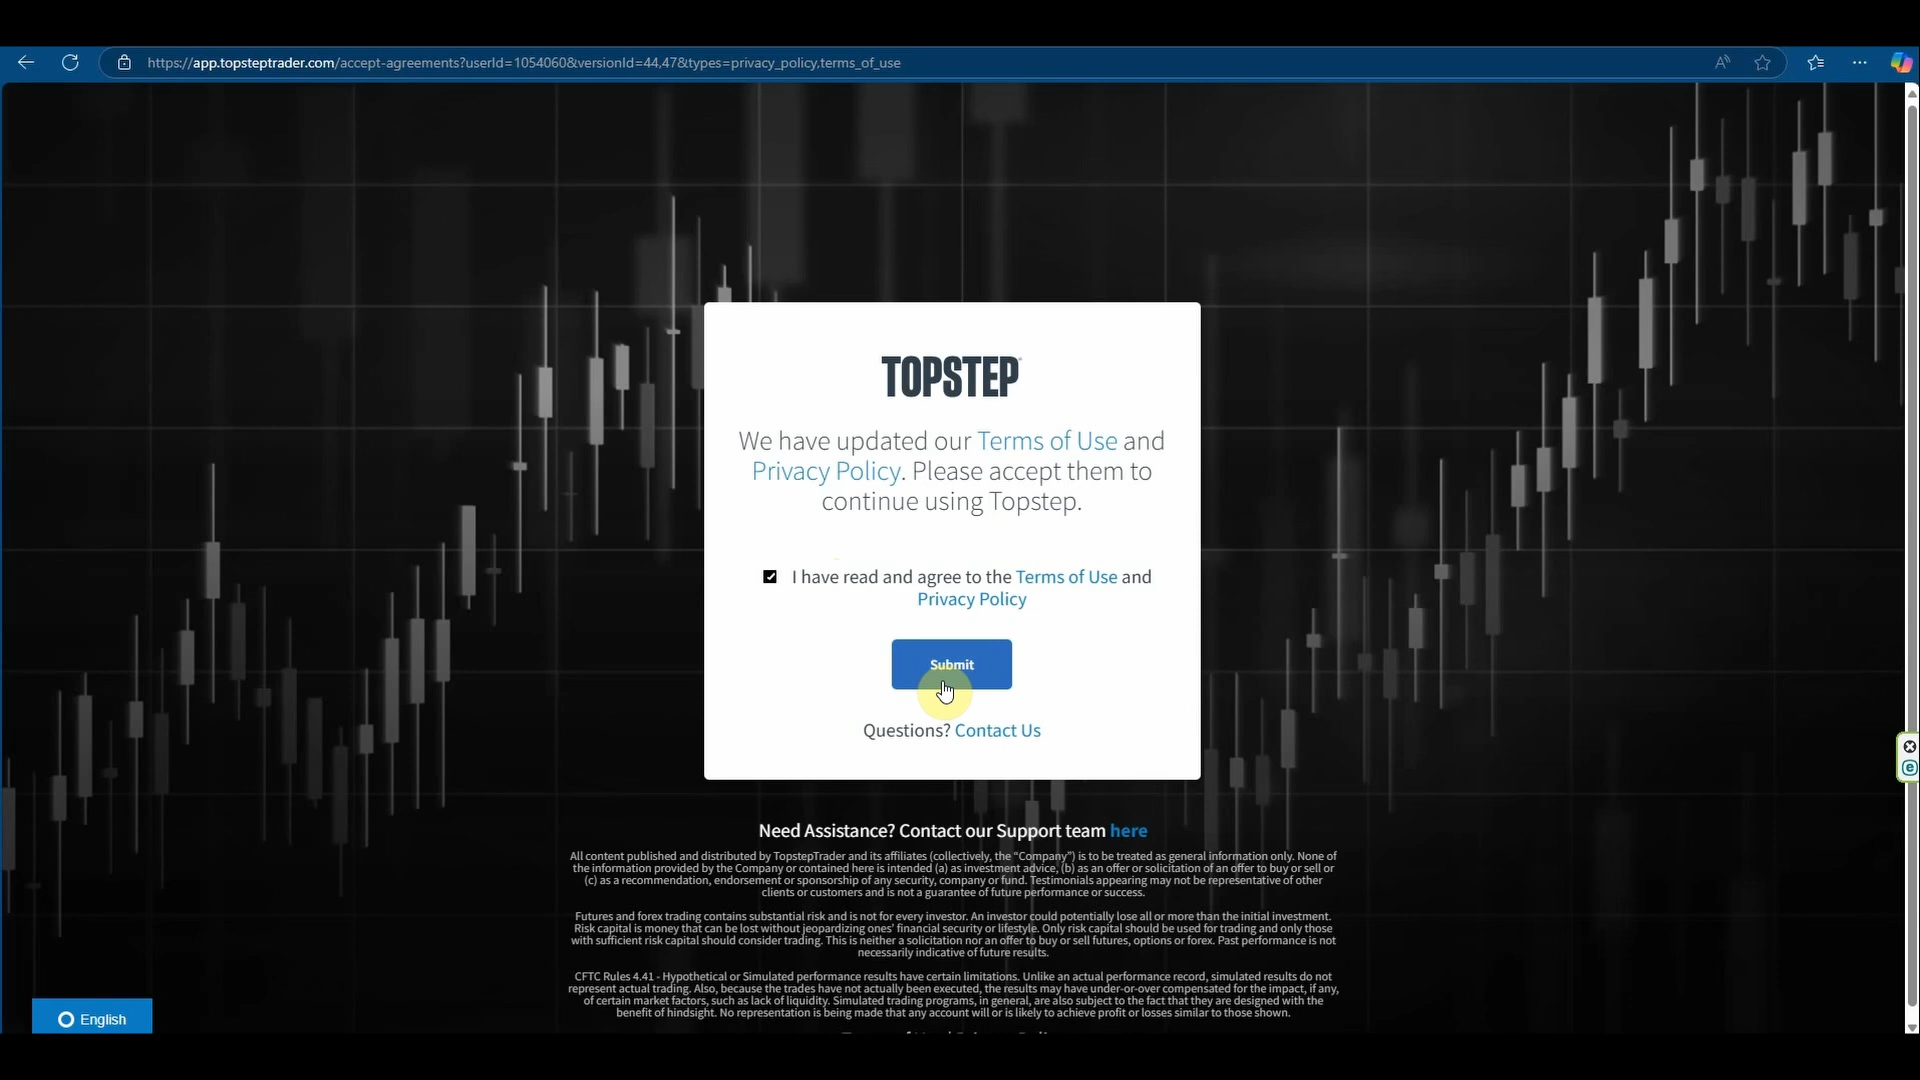 https://app.topsteptrader.com/accept-agreements?userId=1054060&versionId=44,47&types=privacy_policy,terms_of_use
TOPSTEP
We have updated our Terms of Use and
Privacy Policy. Please accept them to
continue using Topstep.
I have read and agree to the Terms of Use and
Privacy Policy
Submit
Questions? Contact Us
Need Assistance? Contact our Support team here
All content published and distributed by TopstepTrader and its affiliates (collectively, the "Company") is to be treated as general information only. None of
the information provided by the Company or contained here is intended (a) as investment advice, (b) as an offer or solicitation of an offer to buy or sell or
(c) as a recommendation, endorsement or sponsorship of any security, company or fund. Testimonials appearing may not be representative of other
clients or customers and is not a guarantee of future performance or success.
Futures and forex trading contains substantial risk and is not for every investor. An investor could potentially lose all or more than the initial investment.
Risk capital is money that can be lost without jeopardizing ones' financial security or lifestyle. Only risk capital should be used for trading and only those
with sufficient risk capital should consider trading. This is neither a solicitation nor an offer to buy or sell futures, options or forex. Past performance is not
necessarily indicative of future results.
CFTC Rules 4.41 - Hypothetical or Simulated performance results have certain limitations. Unlike an actual performance record, simulated results do not
represent actual trading. Also, because the trades have not actually been executed, the results may have under-or-over compensated for the impact, if any,
of certain market factors, such as lack of liquidity. Simulated trading programs, in general, are also subject to the fact that they are designed with the
benefit of hindsight. No representation is being made that any account will or is likely to achieve profit or losses similar to those shown.
English